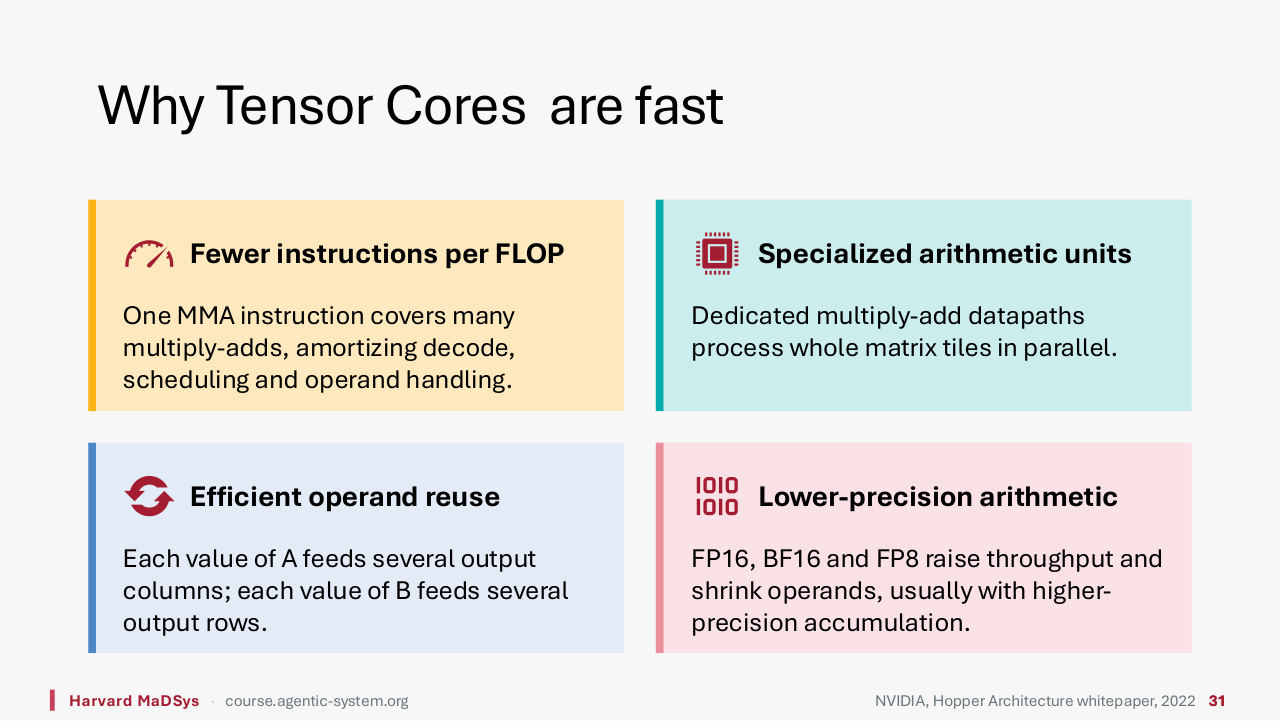 Why Tensor Cores  are fast
Fewer instructions per FLOP
One MMA instruction covers many
multiply-adds, amortizing decode,
scheduling and operand handling.
Specialized arithmetic units
Dedicated multiply-add datapaths
process whole matrix tiles in parallel.
Efficient operand reuse
Each value of A feeds several output
columns; each value of B feeds several
output rows.
1010
1010
Lower-precision arithmetic
FP16, BF16 and FP8 raise throughput and
shrink operands, usually with higher-
precision accumulation.
Harvard MaDSys · course.agentic-system.org
NVIDIA, Hopper Architecture whitepaper, 2022 31